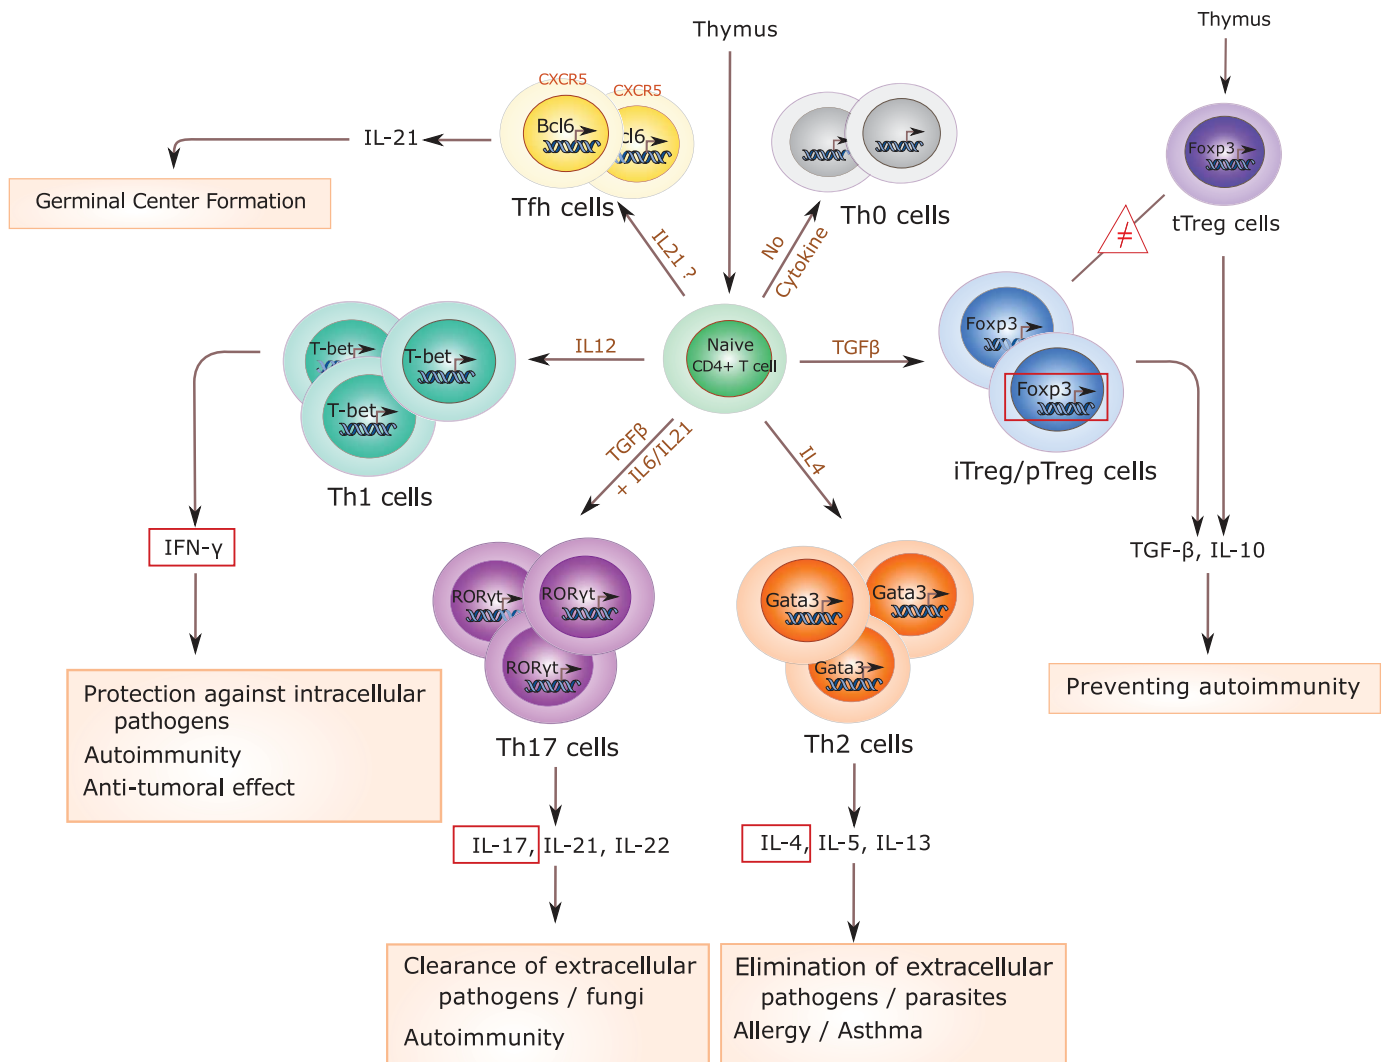 Thymus
Thymus
CXCR5
CXCR5
Bcl6
cl6
IL-21
Germinal Center Formation
Tfh cells
Th0 cells
Foxp3
tTreg cells
≠
IL21 ?
No
Cytokine
Naive
CD4+ T cell
IL12
TGFβ
T-bet
T-bet
T-bet
Th1 cells
Foxp3
Foxp3
iTreg/pTreg cells
TGFβ
+ IL6/IL21
IL4
IFN-γ
TGF-β, IL-10
RORγt
RORγt
RORγt
Th17 cells
Gata3
Gata3
Gata3
Th2 cells
Protection against intracellular
pathogens
Autoimmunity
Anti-tumoral effect
Preventing autoimmunity
IL-17, IL-21, IL-22
IL-4, IL-5, IL-13
Clearance of extracellular
pathogens / fungi
Autoimmunity
Elimination of extracellular
pathogens / parasites
Allergy / Asthma